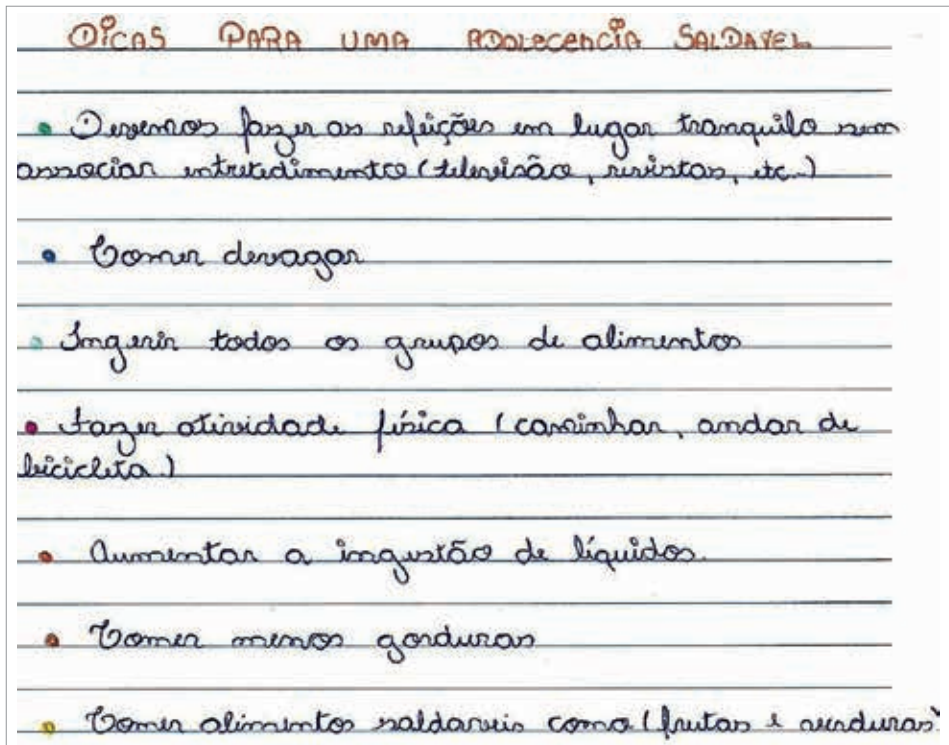 DICAS PARA UMA ADOLECENCIA SALDAVEL
• Devemos fazer as refeições em lugar tranquilo sem
associar entretedimento (televisão, revistas, etc.)
• Comer devagar
• Ingerir todos os grupos de alimentos
• Fazer atividade física (caminhar, andar de
bicicleta)
• Aumentar a ingestão de líquidos.
• Comer menos gorduras
• Comer alimentos saldaveis como (frutas e verduras)